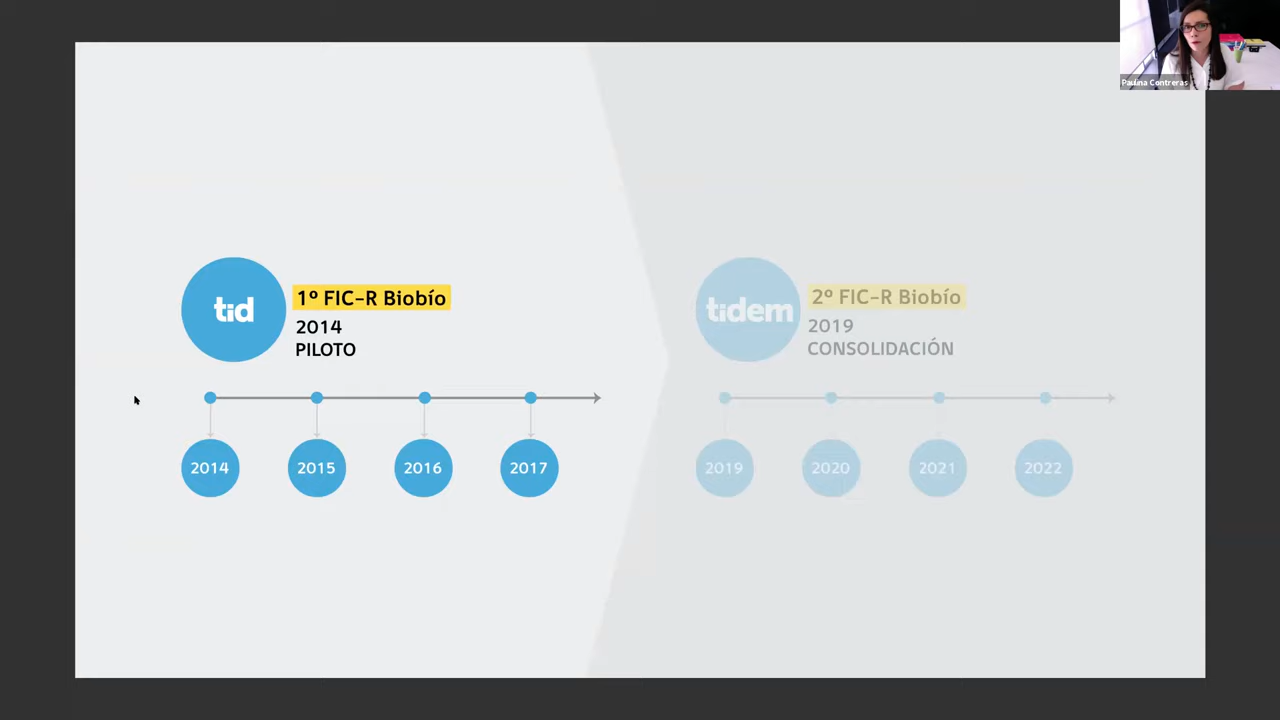 Paulina Contreras
tid
1º FIC-R Biobío
2014
PILOTO
2014
2015
2016
2017
tidem
2º FIC-R Biobío
2019
CONSOLIDACIÓN
2019
2020
2021
2022